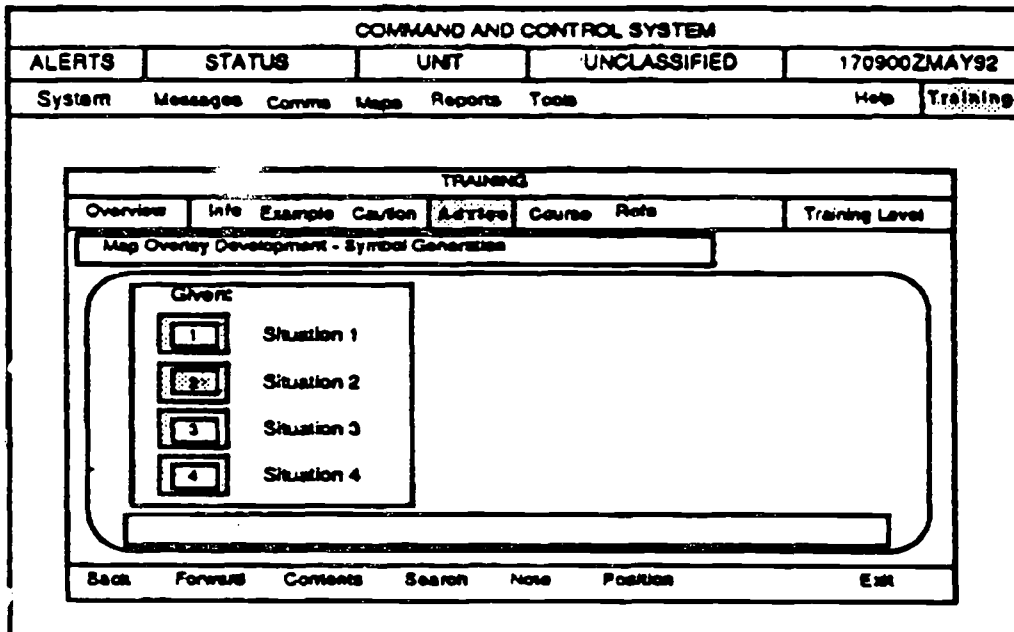 COMMAND AND CONTROL SYSTEM
ALERTS STATUS UNIT UNCLASSIFIED 170900ZMAY92
System Messages Comms Maps Reports Tools Help Training
TRAINING
Overview Info Example Caution Advice Course Refs Training Level
Map Overlay Development - Symbol Generation
Given:
1 Situation 1
2 Situation 2
3 Situation 3
4 Situation 4
Back Forward Contents Search Note Position Exit